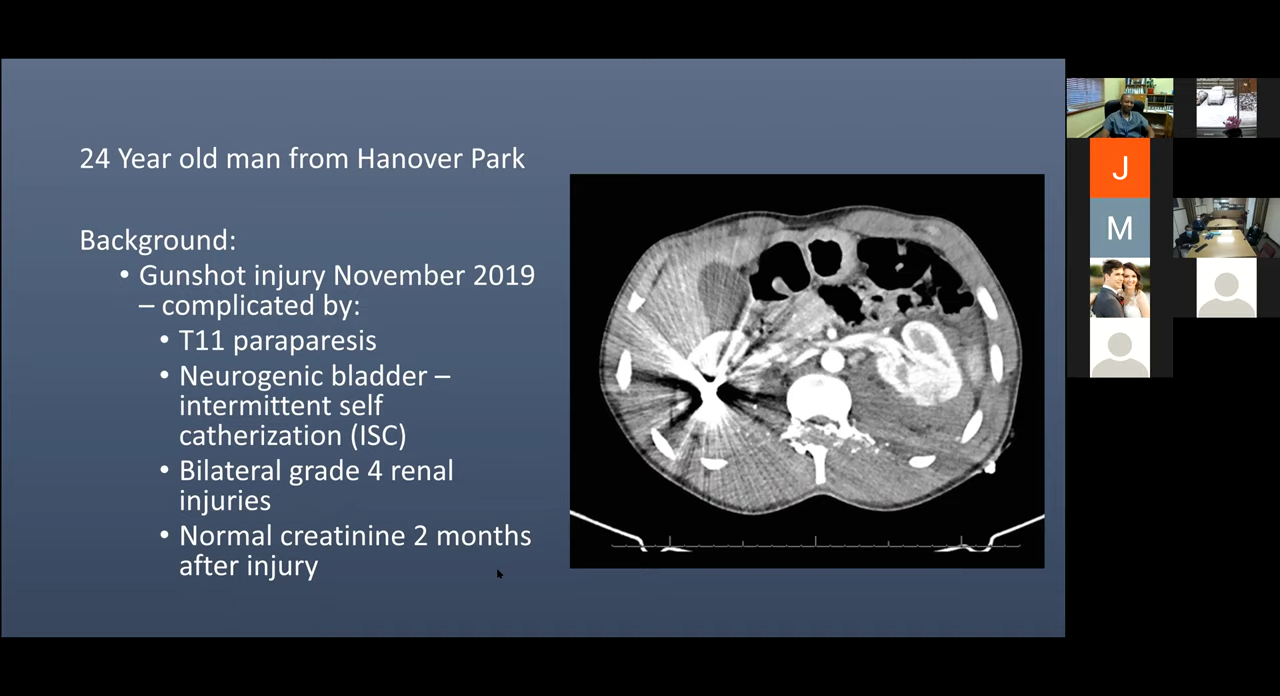 24 Year old man from Hanover Park
Background:
• Gunshot injury November 2019
– complicated by:
• T11 paraparesis
• Neurogenic bladder –
intermittent self
catherization (ISC)
• Bilateral grade 4 renal
injuries
• Normal creatinine 2 months
after injury
J
M